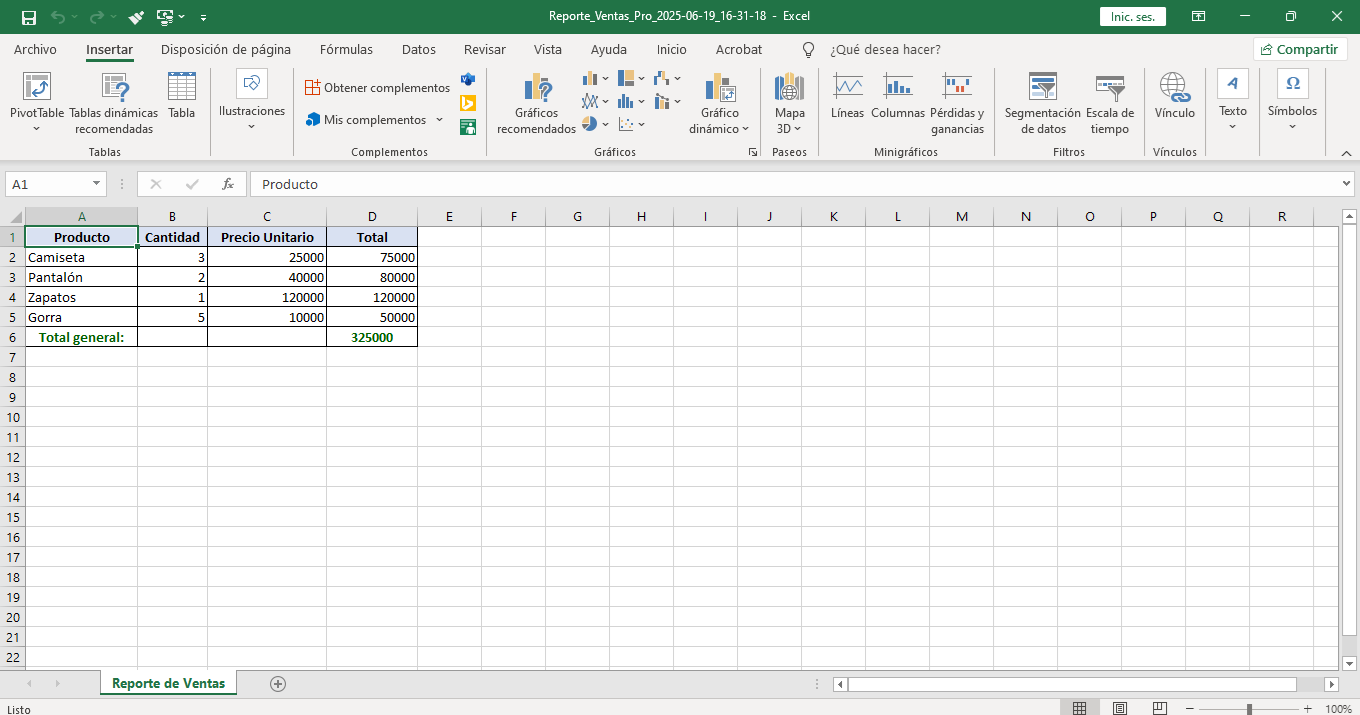 Reporte_Ventas_Pro_2025-06-19_16-31-18 - Excel
Inic. ses.
Archivo Insertar Disposición de página Fórmulas Datos Revisar Vista Ayuda Inicio Acrobat ¿Qué desea hacer? Compartir
PivotTable
Tablas dinámicas
recomendadas
Tabla
Tablas
Ilustraciones
Obtener complementos
Mis complementos
Complementos
Gráficos
recomendados
Gráfico
dinámico
Gráficos
Mapa
3D
Paseos
Líneas
Columnas
Pérdidas y
ganancias
Minigráficos
Segmentación
de datos
Escala de
tiempo
Filtros
Vínculo
Vínculos
A
Texto
Ω
Símbolos
A1 fx Producto
A B C D E F G H I J K L M N O P Q R
1 Producto Cantidad Precio Unitario Total
2 Camiseta 3 25000 75000
3 Pantalón 2 40000 80000
4 Zapatos 1 120000 120000
5 Gorra 5 10000 50000
6 Total general: 325000
7
8
9
10
11
12
13
14
15
16
17
18
19
20
21
22
Reporte de Ventas
Listo
100%